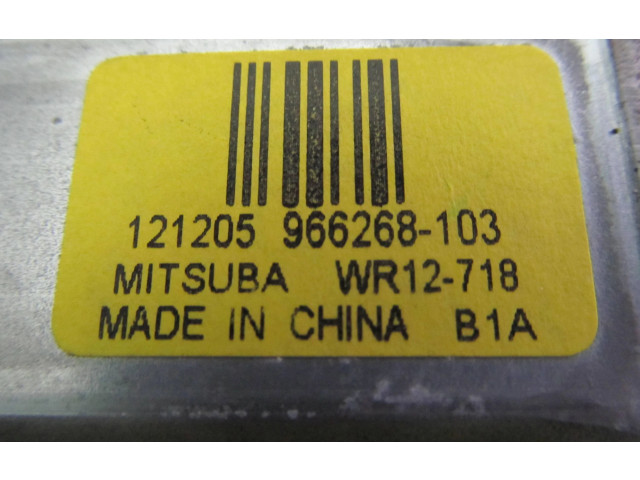 121205 966268-103
MITSUBA WR12-718
MADE IN CHINA B1A